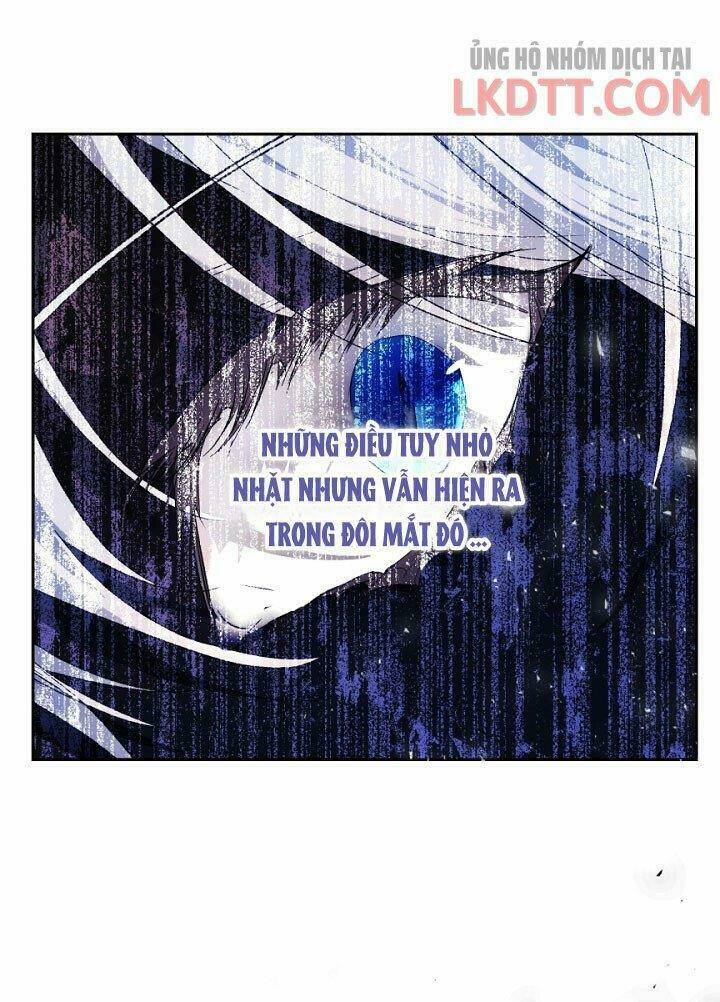 ỦNG HỘ NHÓM DỊCH TẠI
LKDTT.COM
NHỮNG ĐIỀU TUY NHỎ
NHẶT NHƯNG VẪN HIỆN RA
TRONG ĐÔI MẮT ĐÓ...